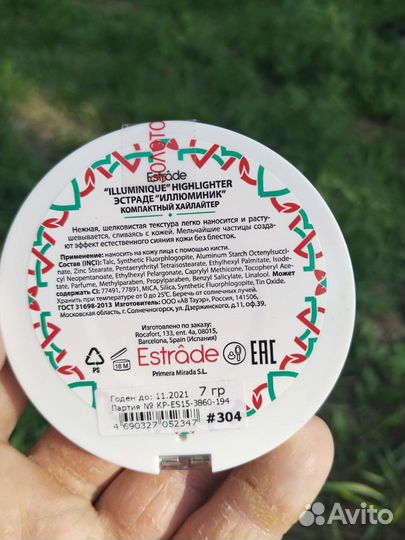 ЗОЛОТО
Estrade
"ILLUMINIQUE" HIGHLIGHTER
ЭСТРАДЕ "ИЛЛЮМИНИК"
КОМПАКТНЫЙ ХАЙЛАЙТЕР
Нежная, шелковистая текстура легко наносится и расту-
шевывается, сливаясь с кожей. Мельчайшие частицы созда-
ют эффект естественного сияния кожи без блесток.
Применение: наносить на кожу лица с помощью кисти.
Состав (INCI): Talc, Synthetic Fluorphlogopite, Aluminum Starch Octenylsucci-
nate, Zinc Stearate, Pentaerythrityl Tetraisostearate, Ethylhexyl Palmitate, Isode-
cyl Neopentanoate, Ethylhexyl Pelargonate, Caprylyl Methicone, Tocopheryl Ace-
tate, Parfume, Methylparaben, Propylparaben, Benzyl Salicylate, Linalool. Может
содержать CI: 77491, 77891, MICA, Silica, Synthetic Fluorphlogopite, Tin Oxide.
Хранить при температуре от 0 до 25°С. Беречь от солнечных лучей.
ГОСТ 31698-2013 Изготовитель: ООО «АВ Тауэр», Россия, 141506,
Московская область, г. Солнечногорск, ул. Дзержинского, д.11, оф.39.
Разработано по заказу:
Rocafort, 133, ent. 4a, 08015,
Barcelona, Spain (Испания)
PS
18 M
Estrade
EAC
Primera Mirada S.L.
Годен до: 11.2021 7 гр
Партия № KP-ES15-3860-194
4 690327 052347 #304
Avito